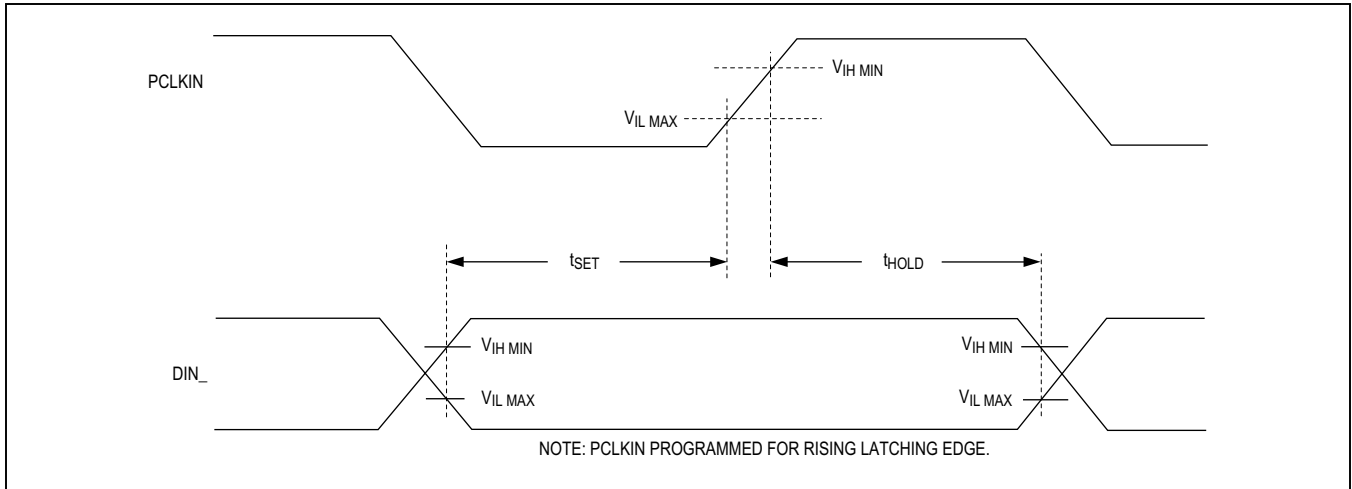 PCLKIN
VIH MIN
VIL MAX
tSET
tHOLD
DIN_
VIH MIN
VIH MIN
VIL MAX
VIL MAX
NOTE: PCLKIN PROGRAMMED FOR RISING LATCHING EDGE.